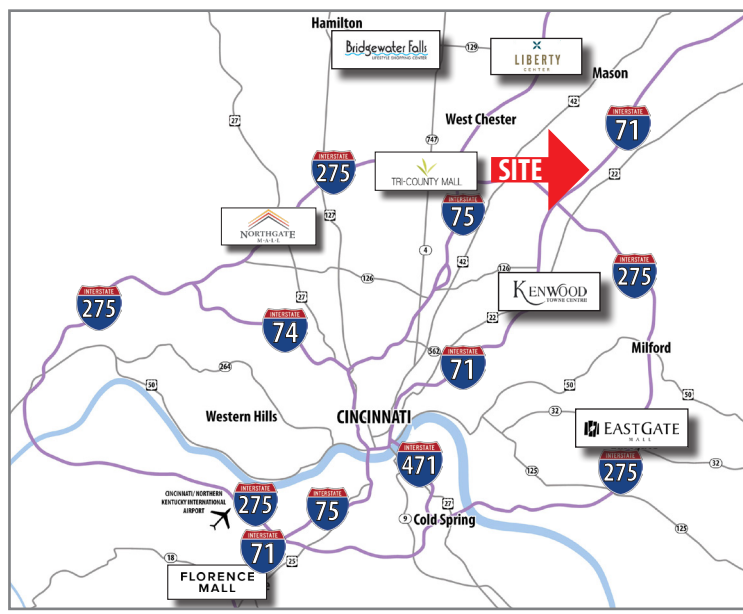 Hamilton
Bridgewater Falls
LIFESTYLE SHOPPING CENTER
129
LIBERTY
CENTER
Mason
42
West Chester
INTERSTATE
71
27
747
INTERSTATE
275
TRI-COUNTY MALL
SITE
22
NORTHGATE
M·A·L·L
127
INTERSTATE
75
4
42
126
126
INTERSTATE
275
KENWOOD
TOWNE CENTRE
INTERSTATE
275
27
INTERSTATE
74
22
562
INTERSTATE
71
Milford
264
50
50
50
Western Hills
CINCINNATI
32
EASTGATE
MALL
INTERSTATE
471
125
INTERSTATE
275
32
CINCINNATI/ NORTHERN
KENTUCKY INTERNATIONAL
AIRPORT
INTERSTATE
275
INTERSTATE
75
27
9
Cold Spring
125
INTERSTATE
71
18
25
FLORENCE
MALL